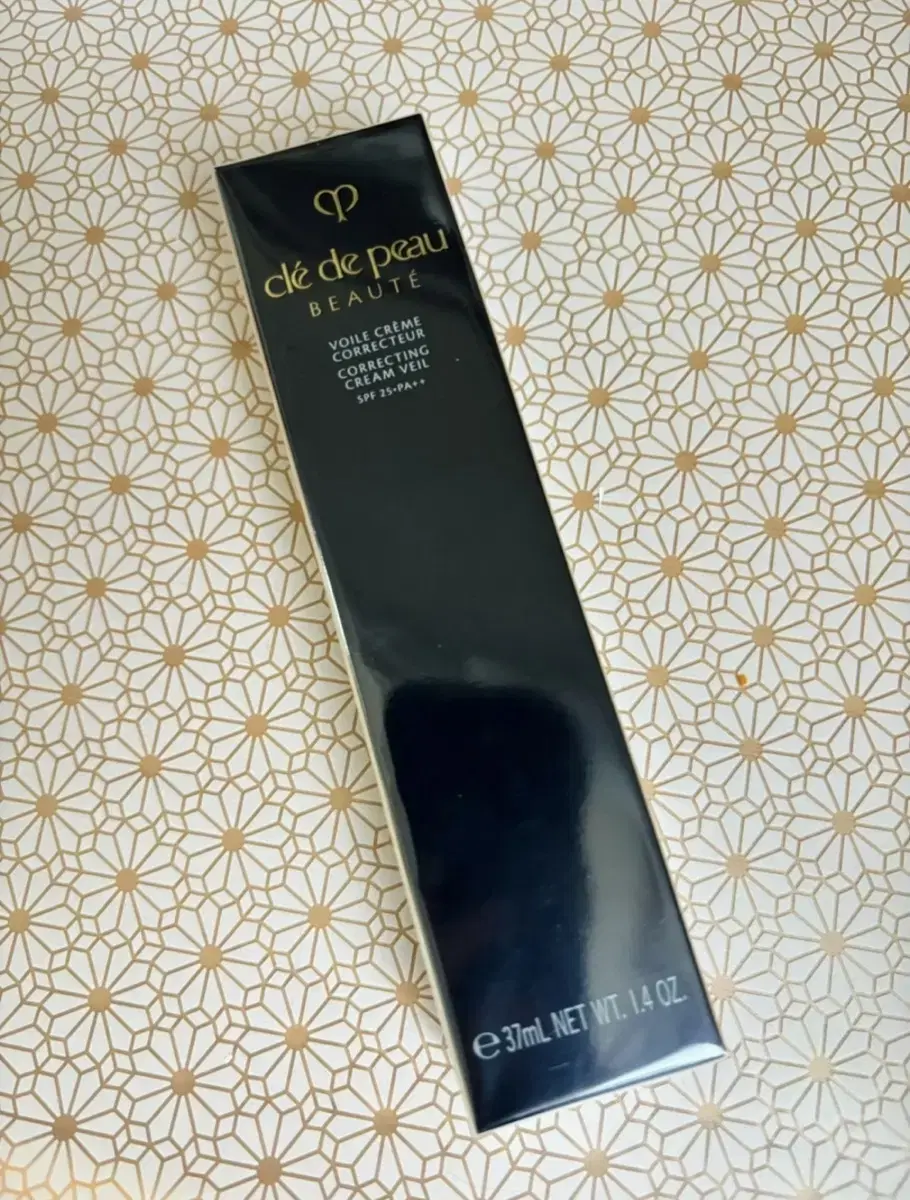 clé de peau
BEAUTÉ
VOILE CRÈME
CORRECTEUR
CORRECTING
CREAM VEIL
SPF 25•PA++
℮ 37mL NET WT. 1.4 OZ.